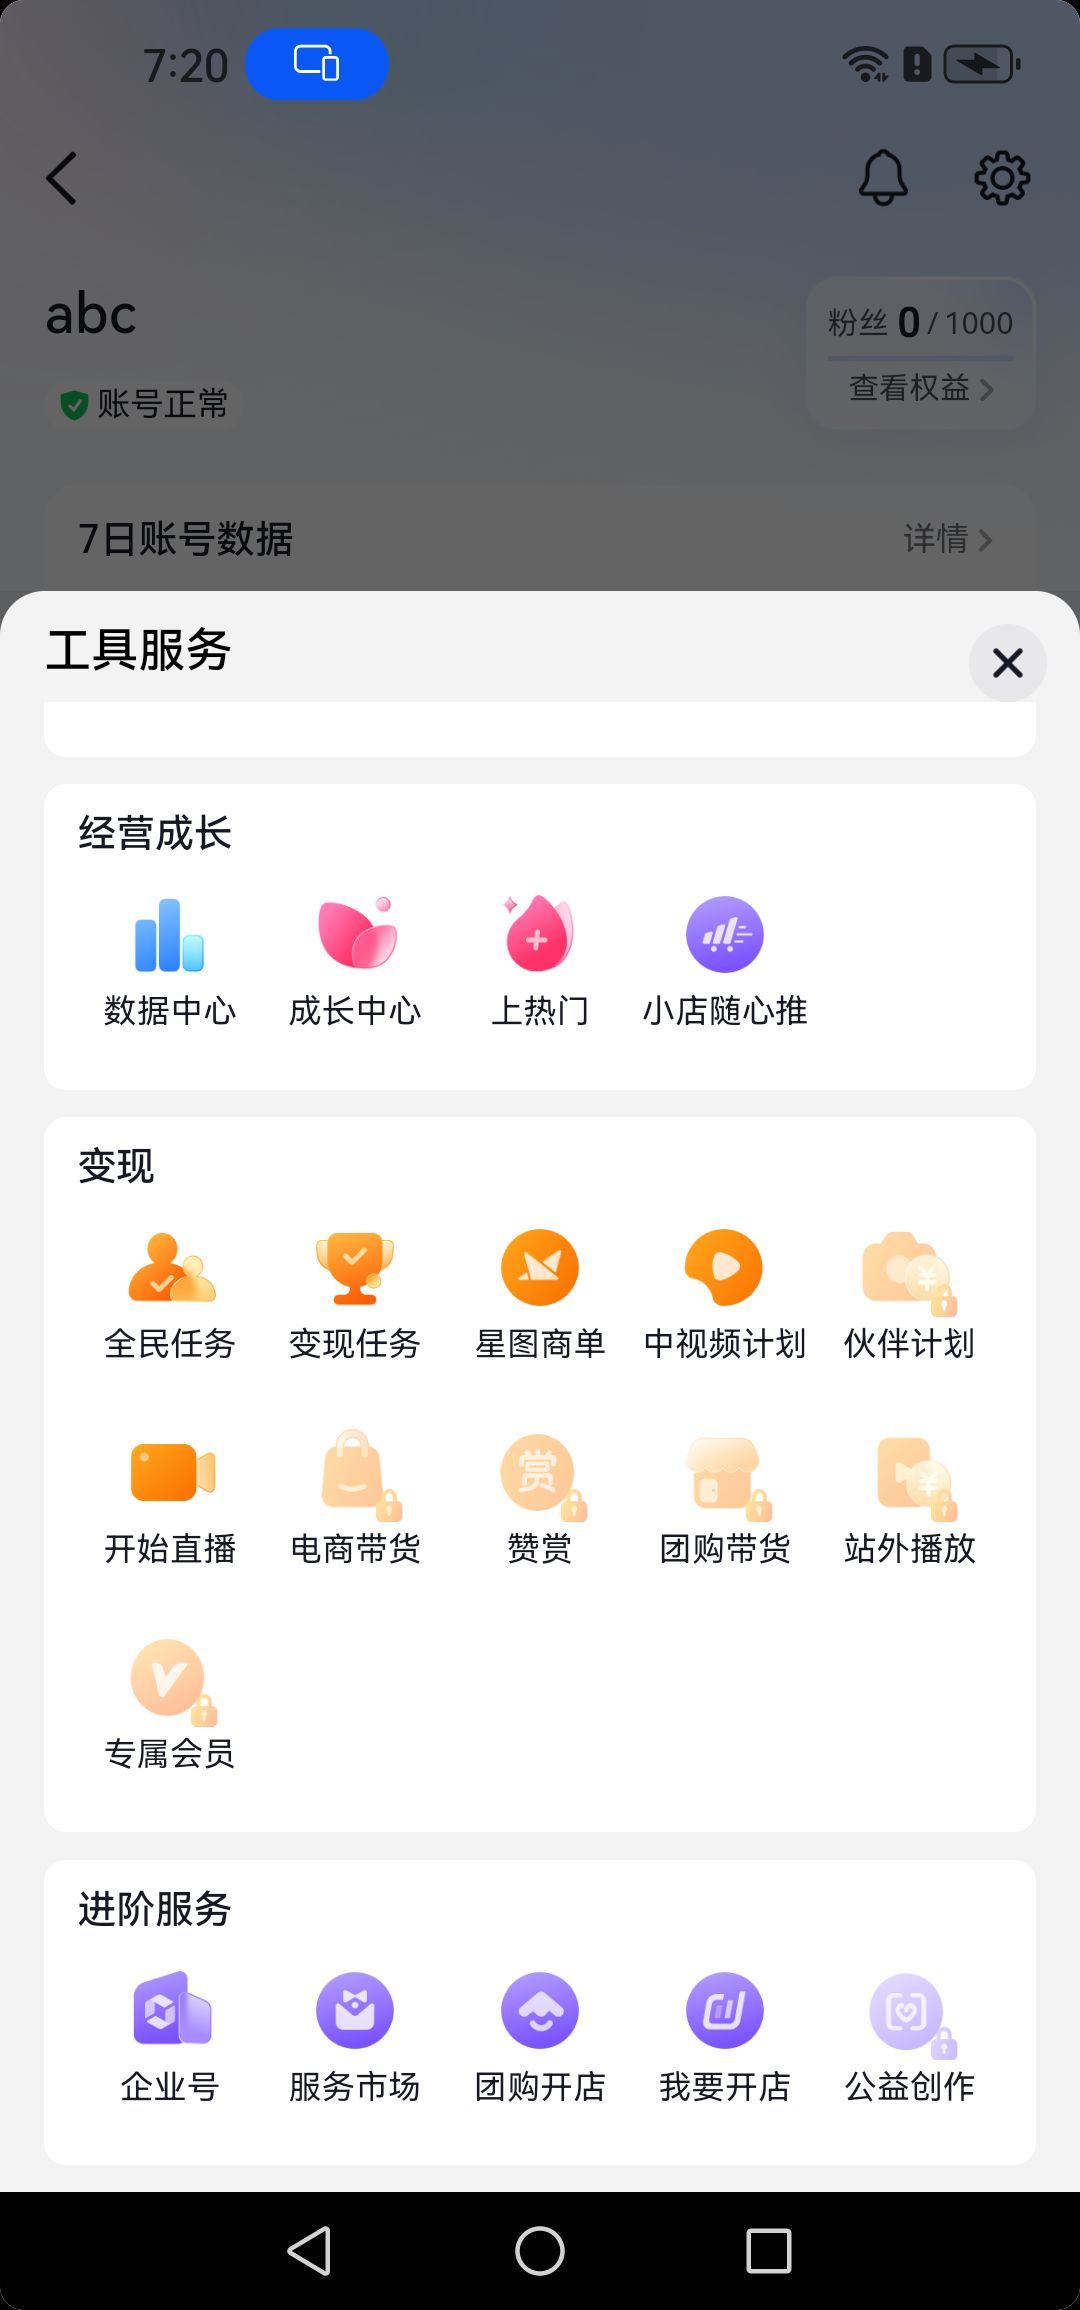 7:20
abc
粉丝 0 / 1000
查看权益
账号正常
7日账号数据
详情
工具服务
经营成长
数据中心 成长中心 上热门 小店随心推
变现
全民任务 变现任务 星图商单 中视频计划 伙伴计划
赏
开始直播 电商带货 赞赏 团购带货 站外播放
专属会员
进阶服务
企业号 服务市场 团购开店 我要开店 公益创作